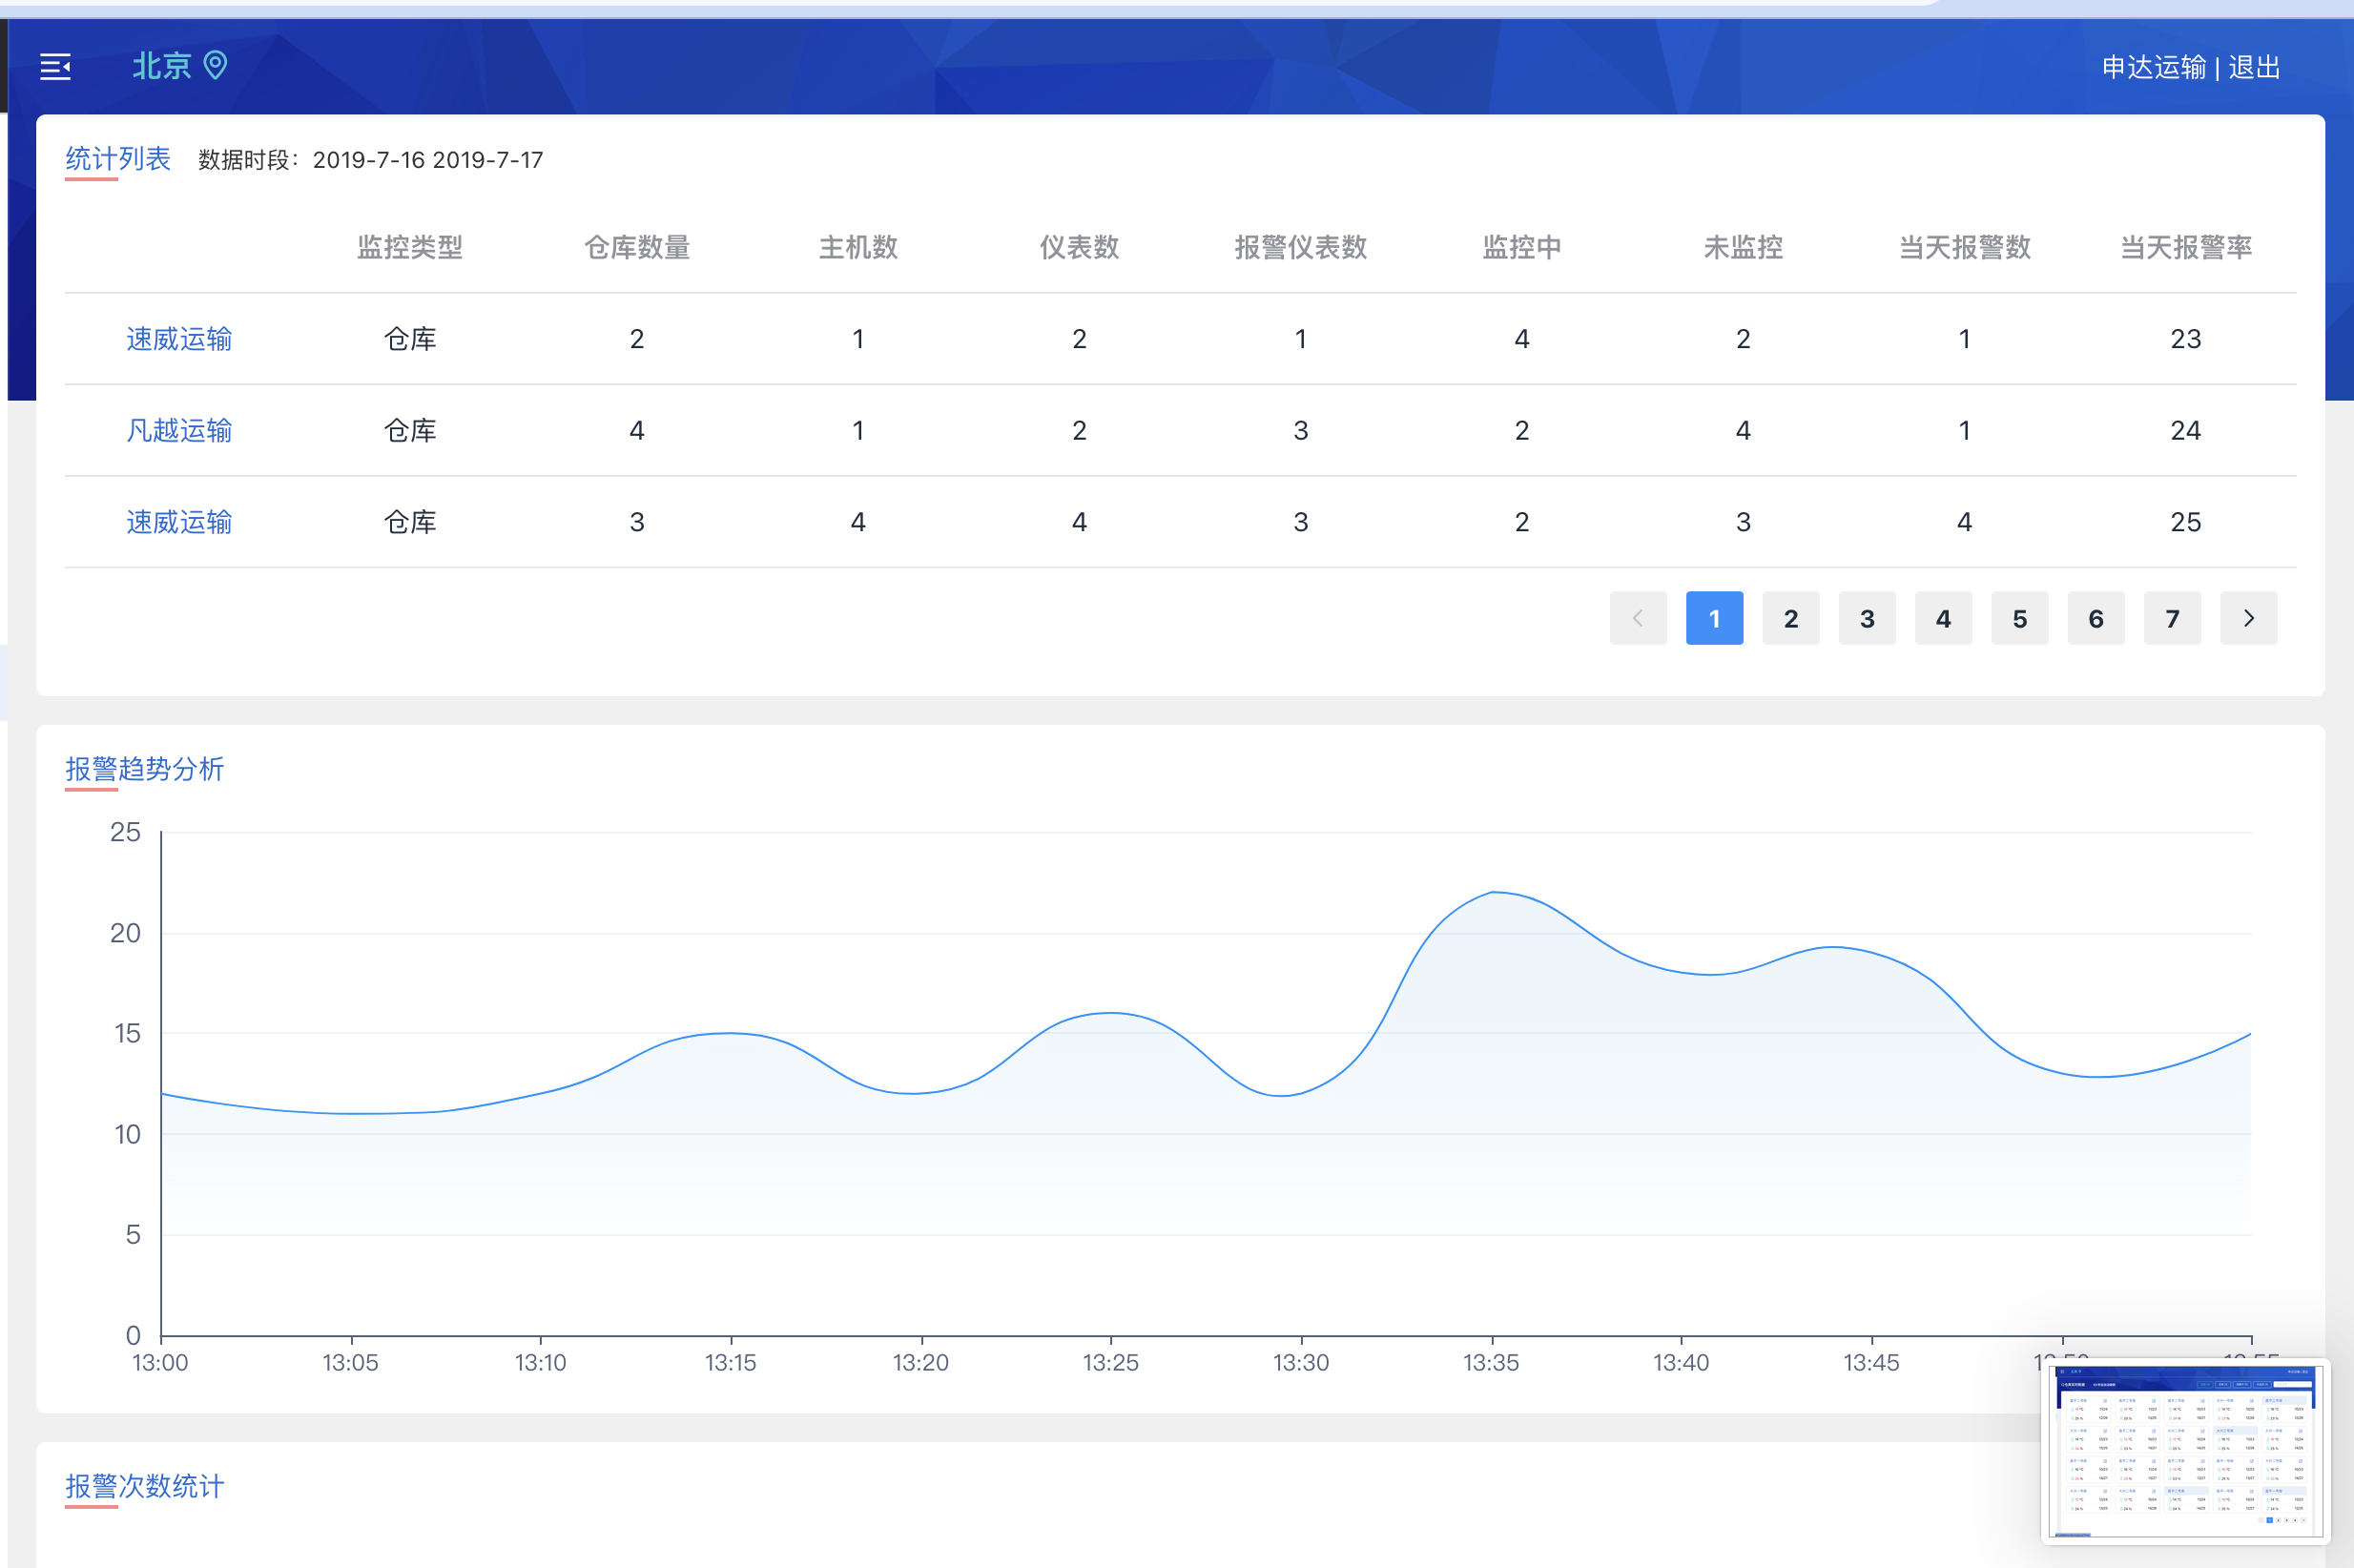 北京
申达运输 | 退出
统计列表 数据时段：2019-7-16 2019-7-17
监控类型 仓库数量 主机数 仪表数 报警仪表数 监控中 未监控 当天报警数 当天报警率
速威运输 仓库 2 1 2 1 4 2 1 23
凡越运输 仓库 4 1 2 3 2 4 1 24
速威运输 仓库 3 4 4 3 2 3 4 25
1 2 3 4 5 6 7
报警趋势分析
25
20
15
10
5
0
13:00 13:05 13:10 13:15 13:20 13:25 13:30 13:35 13:40 13:45
报警次数统计